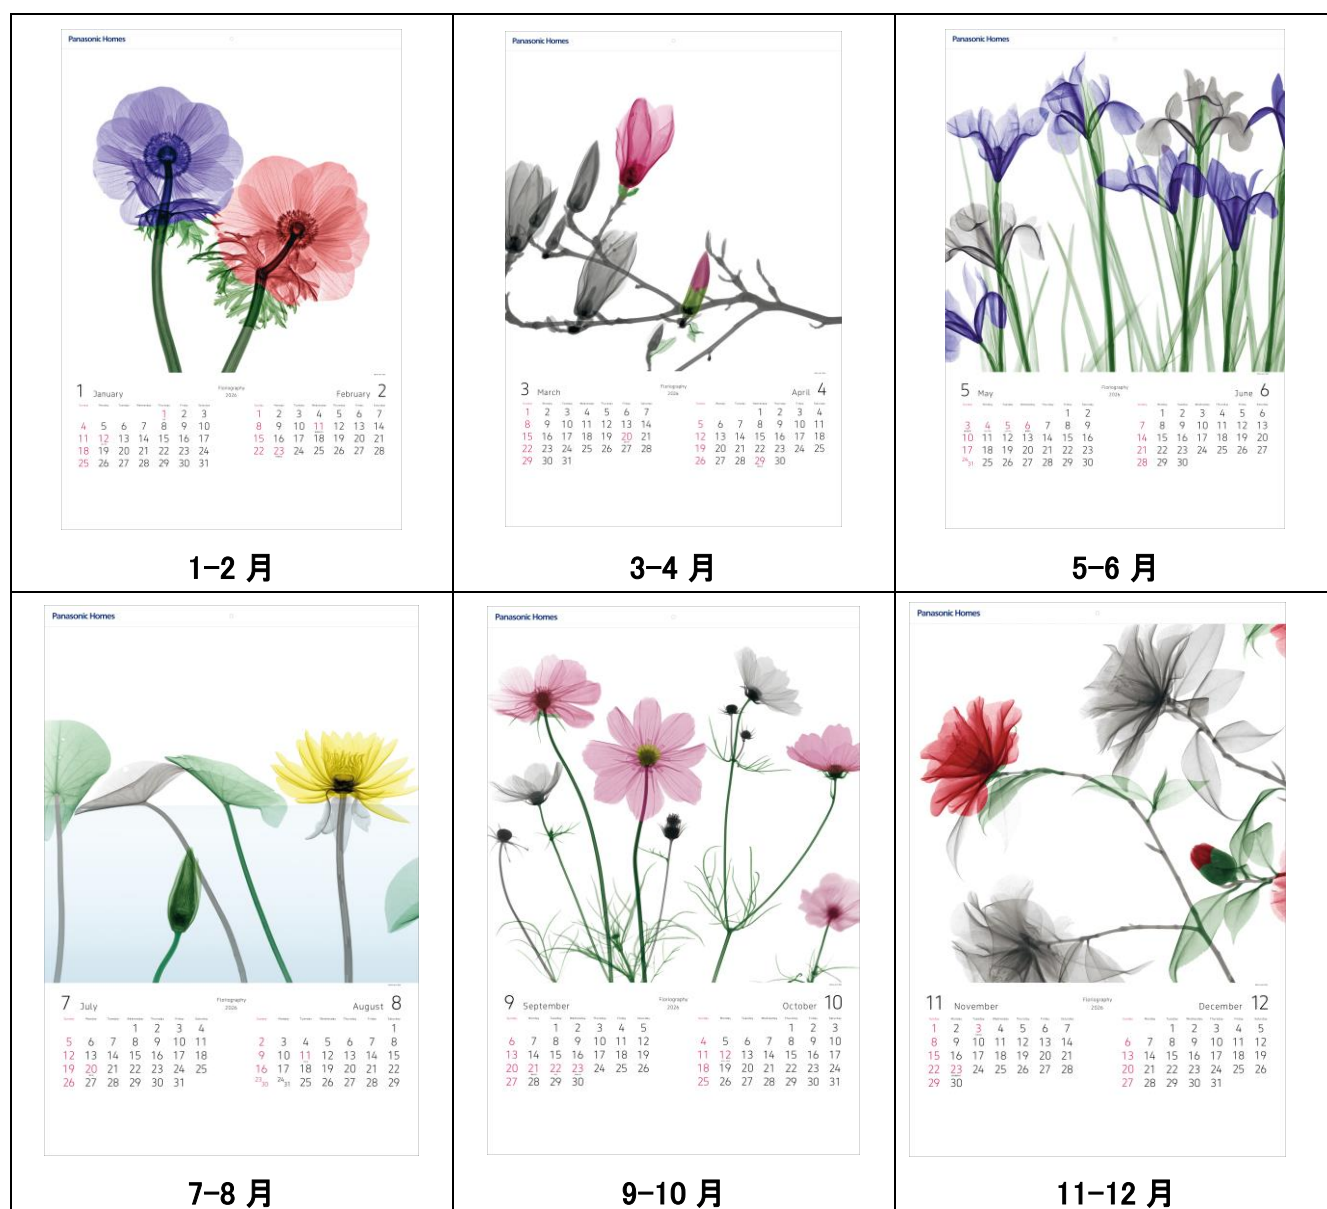 Panasonic Homes
1 January
Floriography
2026
February 2
1 2 3
4 5 6 7 8 9 10
11 12 13 14 15 16 17
18 19 20 21 22 23 24
25 26 27 28 29 30 31
1 2 3 4 5 6 7
8 9 10 11 12 13 14
15 16 17 18 19 20 21
22 23 24 25 26 27 28
1-2 月
Panasonic Homes
3 March
Floriography
2026
April 4
1 2 3 4 5 6 7
8 9 10 11 12 13 14
15 16 17 18 19 20 21
22 23 24 25 26 27 28
29 30 31
1 2 3 4
5 6 7 8 9 10 11
12 13 14 15 16 17 18
19 20 21 22 23 24 25
26 27 28 29 30
3-4 月
Panasonic Homes
5 May
Floriography
2026
June 6
1 2
3 4 5 6 7 8 9
10 11 12 13 14 15 16
17 18 19 20 21 22 23
24/31 25 26 27 28 29 30
1 2 3 4 5 6
7 8 9 10 11 12 13
14 15 16 17 18 19 20
21 22 23 24 25 26 27
28 29 30
5-6 月
Panasonic Homes
7 July
Floriography
2026
August 8
1 2 3 4
5 6 7 8 9 10 11
12 13 14 15 16 17 18
19 20 21 22 23 24 25
26 27 28 29 30 31
1
2 3 4 5 6 7 8
9 10 11 12 13 14 15
16 17 18 19 20 21 22
23/30 24/31 25 26 27 28 29
7-8 月
Panasonic Homes
9 September
Floriography
2026
October 10
1 2 3 4 5
6 7 8 9 10 11 12
13 14 15 16 17 18 19
20 21 22 23 24 25 26
27 28 29 30
1 2 3
4 5 6 7 8 9 10
11 12 13 14 15 16 17
18 19 20 21 22 23 24
25 26 27 28 29 30 31
9-10 月
Panasonic Homes
11 November
Floriography
2026
December 12
1 2 3 4 5 6 7
8 9 10 11 12 13 14
15 16 17 18 19 20 21
22 23 24 25 26 27 28
29 30
1 2 3 4 5
6 7 8 9 10 11 12
13 14 15 16 17 18 19
20 21 22 23 24 25 26
27 28 29 30 31
11-12 月